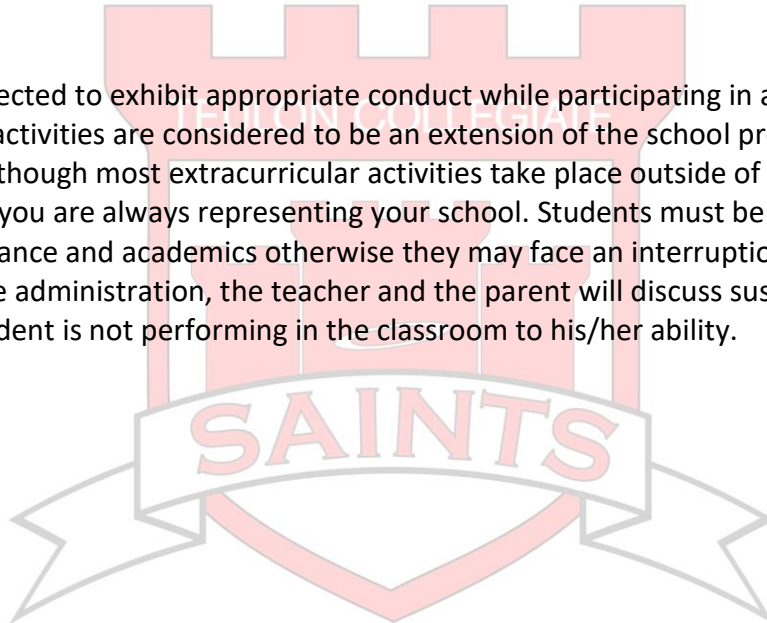 TEULON COLLEGIATE
ected to exhibit appropriate conduct while participating in a
activities are considered to be an extension of the school pr
though most extracurricular activities take place outside of
you are always representing your school. Students must be
ance and academics otherwise they may face an interruptio
e administration, the teacher and the parent will discuss sus
dent is not performing in the classroom to his/her ability.
SAINTS